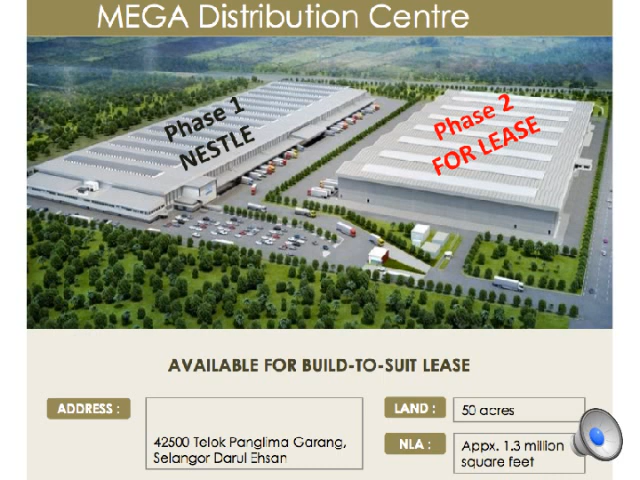 MEGA Distribution Centre
Phase 1
NESTLE
Phase 2
FOR LEASE
AVAILABLE FOR BUILD-TO-SUIT LEASE
ADDRESS :
42500 Telok Panglima Garang,
Selangor Darul Ehsan
LAND :
50 acres
NLA :
Appx. 1.3 million
square feet